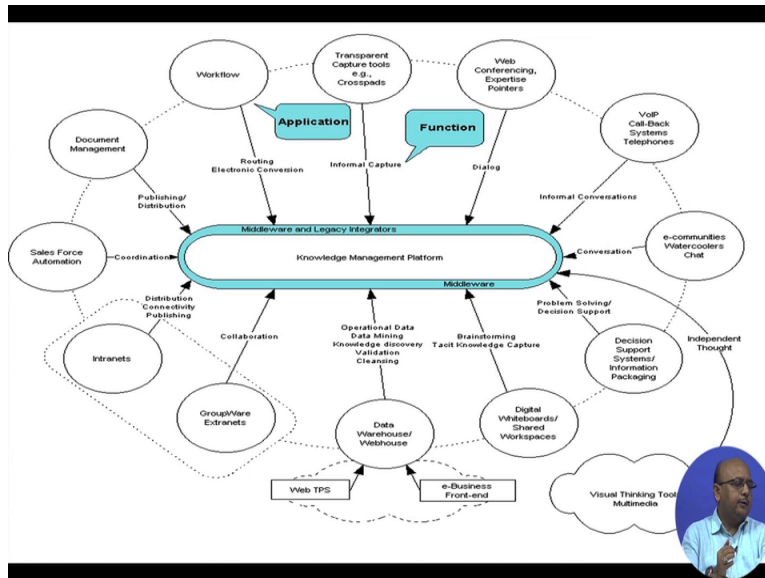 Workflow
Transparent
Capture tools
e.g.,
Crosspads
Web
Conferencing,
Expertise
Pointers
Application
Function
Document
Management
VoIP
Call-Back
Systems
Telephones
Routing
Electronic Conversion
Informal Capture
Dialog
Publishing/
Distribution
Informal Conversations
Middleware and Legacy Integrators
Sales Force
Automation
Coordination
Knowledge Management Platform
Conversation
e-communities
Watercoolers
Chat
Middleware
Distribution
Connectivity
Publishing
Collaboration
Operational Data
Data Mining
Knowledge discovery
Validation
Cleansing
Brainstorming
Tacit Knowledge Capture
Problem Solving/
Decision Support
Independent
Thought
Intranets
Decision
Support
Systems/
Information
Packaging
GroupWare
Extranets
Data
Warehouse/
Webhouse
Digital
Whiteboards/
Shared
Workspaces
Web TPS
e-Business
Front-end
Visual Thinking Tool
Multimedia